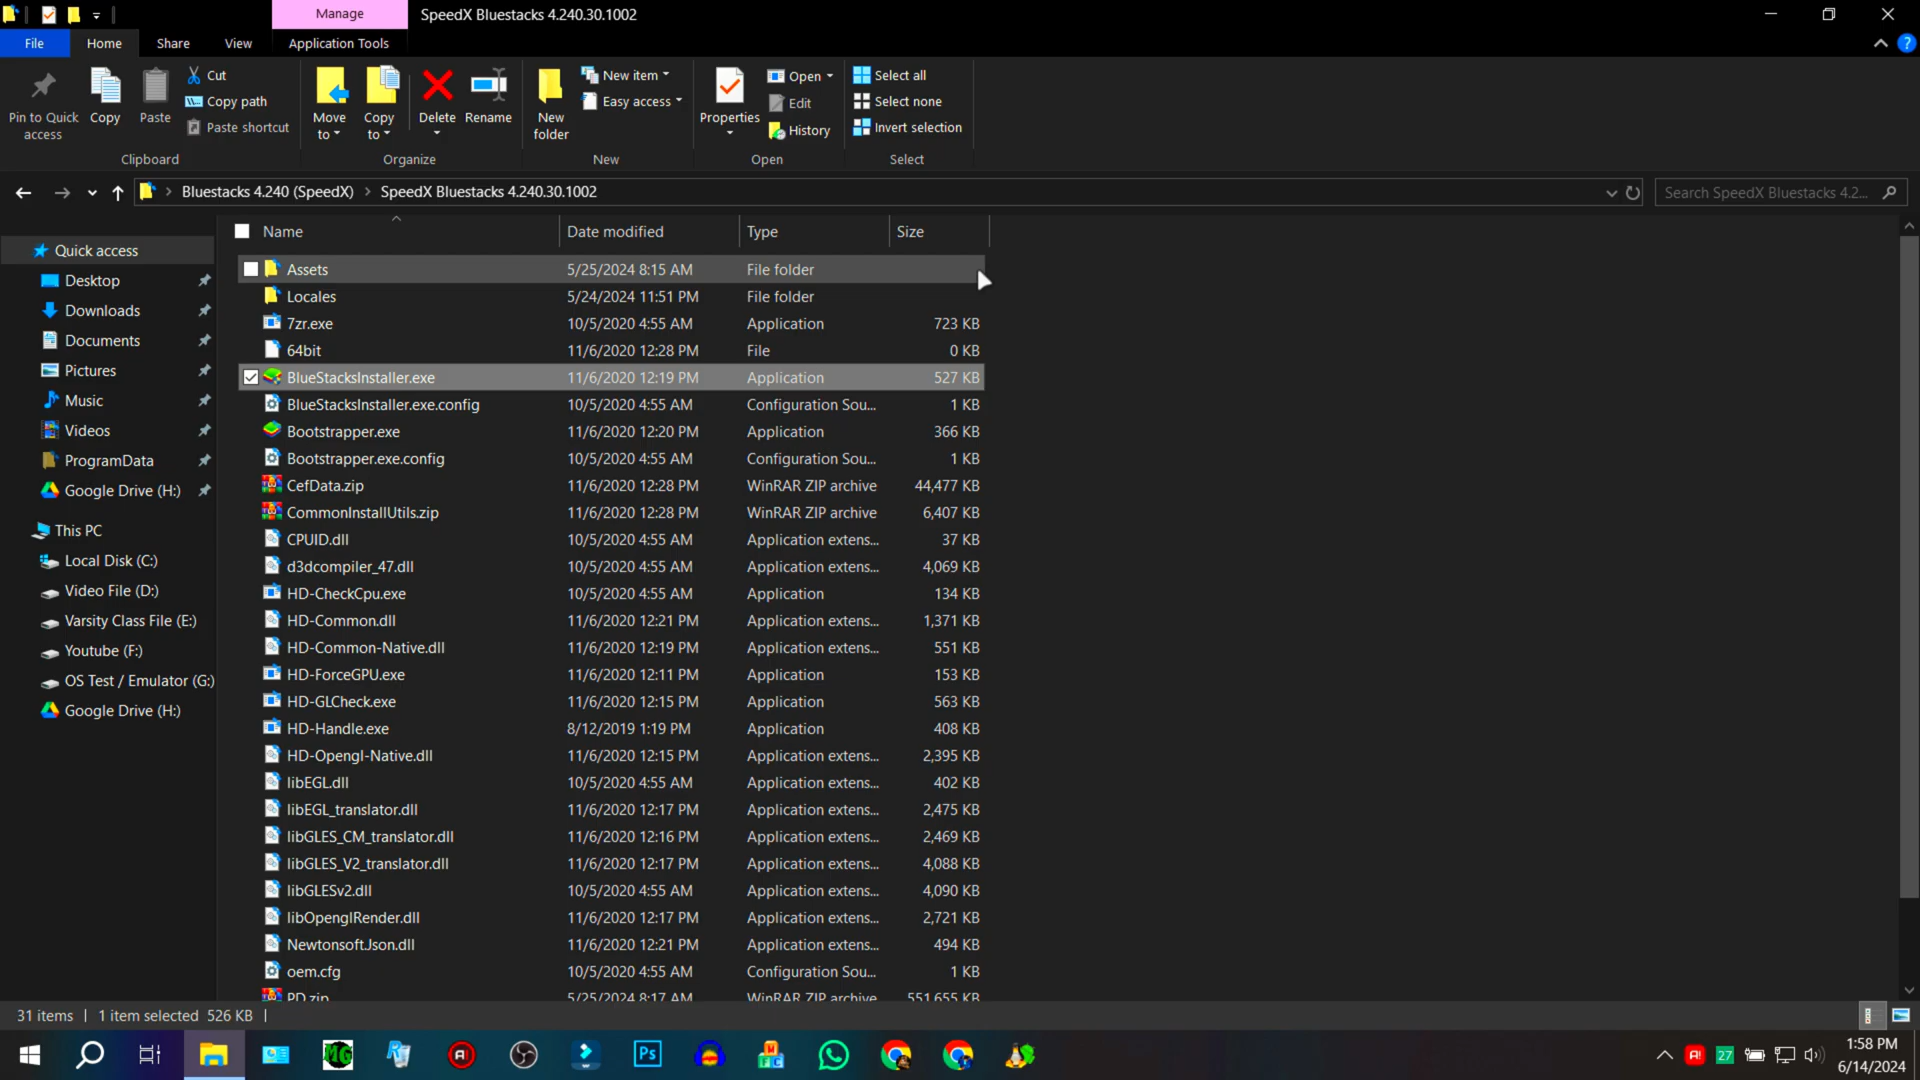 Manage
SpeedX Bluestacks 4.240.30.1002
File
Home
Share
View
Application Tools
Pin to Quick access
Copy
Paste
Cut
Copy path
Paste shortcut
Clipboard
Move to
Copy to
Delete
Rename
Organize
New folder
New item
Easy access
New
Properties
Open
Edit
History
Open
Select all
Select none
Invert selection
Select
Bluestacks 4.240 (SpeedX)
SpeedX Bluestacks 4.240.30.1002
Search SpeedX Bluestacks 4.2...
Quick access
Desktop
Downloads
Documents
Pictures
Music
Videos
ProgramData
Google Drive (H:)
This PC
Local Disk (C:)
Video File (D:)
Varsity Class File (E:)
Youtube (F:)
OS Test / Emulator (G:)
Google Drive (H:)
Name Date modified Type Size
Assets 5/25/2024 8:15 AM File folder
Locales 5/24/2024 11:51 PM File folder
7zr.exe 10/5/2020 4:55 AM Application 723 KB
64bit 11/6/2020 12:28 PM File 0 KB
BlueStacksInstaller.exe 11/6/2020 12:19 PM Application 527 KB
BlueStacksInstaller.exe.config 10/5/2020 4:55 AM Configuration Sou... 1 KB
Bootstrapper.exe 11/6/2020 12:20 PM Application 366 KB
Bootstrapper.exe.config 10/5/2020 4:55 AM Configuration Sou... 1 KB
CefData.zip 11/6/2020 12:28 PM WinRAR ZIP archive 44,477 KB
CommonInstallUtils.zip 11/6/2020 12:28 PM WinRAR ZIP archive 6,407 KB
CPUID.dll 10/5/2020 4:55 AM Application extens... 37 KB
d3dcompiler_47.dll 10/5/2020 4:55 AM Application extens... 4,069 KB
HD-CheckCpu.exe 10/5/2020 4:55 AM Application 134 KB
HD-Common.dll 11/6/2020 12:21 PM Application extens... 1,371 KB
HD-Common-Native.dll 11/6/2020 12:19 PM Application extens... 551 KB
HD-ForceGPU.exe 11/6/2020 12:11 PM Application 153 KB
HD-GLCheck.exe 11/6/2020 12:15 PM Application 563 KB
HD-Handle.exe 8/12/2019 1:19 PM Application 408 KB
HD-Opengl-Native.dll 11/6/2020 12:15 PM Application extens... 2,395 KB
libEGL.dll 10/5/2020 4:55 AM Application extens... 402 KB
libEGL_translator.dll 11/6/2020 12:17 PM Application extens... 2,475 KB
libGLES_CM_translator.dll 11/6/2020 12:16 PM Application extens... 2,469 KB
libGLES_V2_translator.dll 11/6/2020 12:17 PM Application extens... 4,088 KB
libGLESv2.dll 10/5/2020 4:55 AM Application extens... 4,090 KB
libOpenglRender.dll 11/6/2020 12:17 PM Application extens... 2,721 KB
Newtonsoft.Json.dll 11/6/2020 12:21 PM Application extens... 494 KB
oem.cfg 10/5/2020 4:55 AM Configuration Sou... 1 KB
PD.zip 5/25/2024 8:17 AM WinRAR ZIP archive 551,655 KB
31 items 1 item selected 526 KB
MG
Ps
27
1:58 PM
6/14/2024